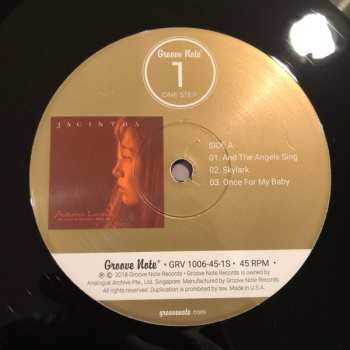 Groove Note®
1
ONE STEP
JACINTHA
Autumn Leaves
SIDE A
01. And The Angels Sing
02. Skylark
03. Once For My Baby
Groove Note® • GRV 1006-45-1S • 45 RPM •
℗ © 2018 Groove Note Records • Groove Note Records is owned by
Analogue Archive Pte., Ltd, Singapore. Manufactured by Groove Note Records.
All rights reserved. Duplication is prohibited by law. Made in U.S.A.
groovenote.com